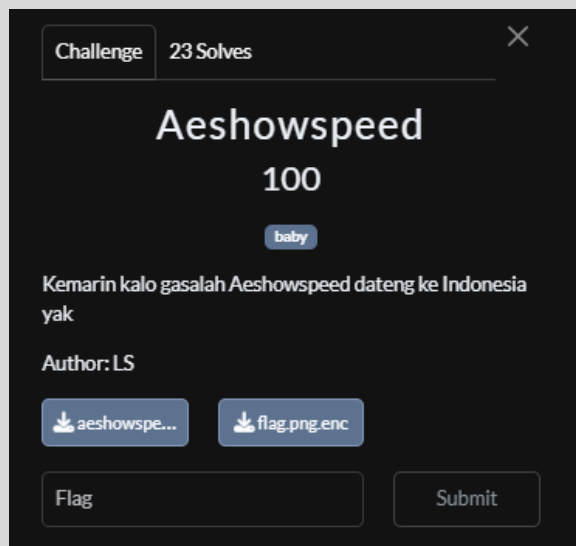 Challenge
23 Solves
Aeshowspeed
100
baby
Kemarin kalo gasalah Aeshowspeed dateng ke Indonesia
yak
Author: LS
aeshowspe...
flag.png.enc
Flag
Submit